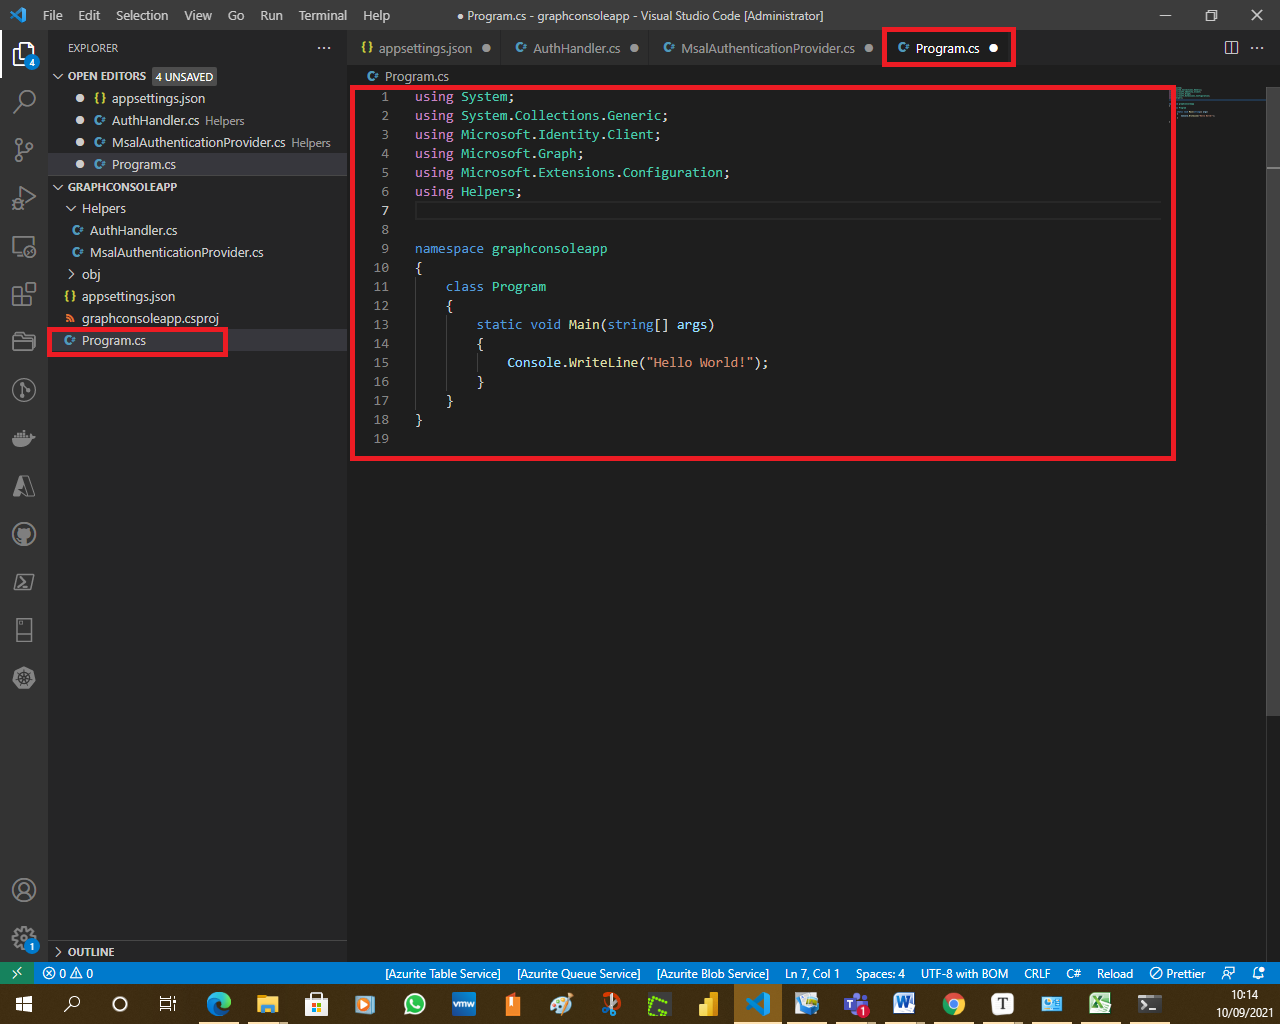 File Edit Selection View Go Run Terminal Help ● Program.cs - graphconsoleapp - Visual Studio Code [Administrator]
EXPLORER ···
OPEN EDITORS 4 UNSAVED
{} appsettings.json
C# AuthHandler.cs Helpers
C# MsalAuthenticationProvider.cs Helpers
C# Program.cs
GRAPHCONSOLEAPP
Helpers
C# AuthHandler.cs
C# MsalAuthenticationProvider.cs
obj
{} appsettings.json
graphconsoleapp.csproj
C# Program.cs
OUTLINE
4
1
{} appsettings.json C# AuthHandler.cs C# MsalAuthenticationProvider.cs C# Program.cs
C# Program.cs
1 using System;
2 using System.Collections.Generic;
3 using Microsoft.Identity.Client;
4 using Microsoft.Graph;
5 using Microsoft.Extensions.Configuration;
6 using Helpers;
7
8
9 namespace graphconsoleapp
10 {
11 class Program
12 {
13 static void Main(string[] args)
14 {
15 Console.WriteLine("Hello World!");
16 }
17 }
18 }
19
0 0 [Azurite Table Service] [Azurite Queue Service] [Azurite Blob Service] Ln 7, Col 1 Spaces: 4 UTF-8 with BOM CRLF C# Reload Prettier
vmw 1 T
10:14
10/09/2021